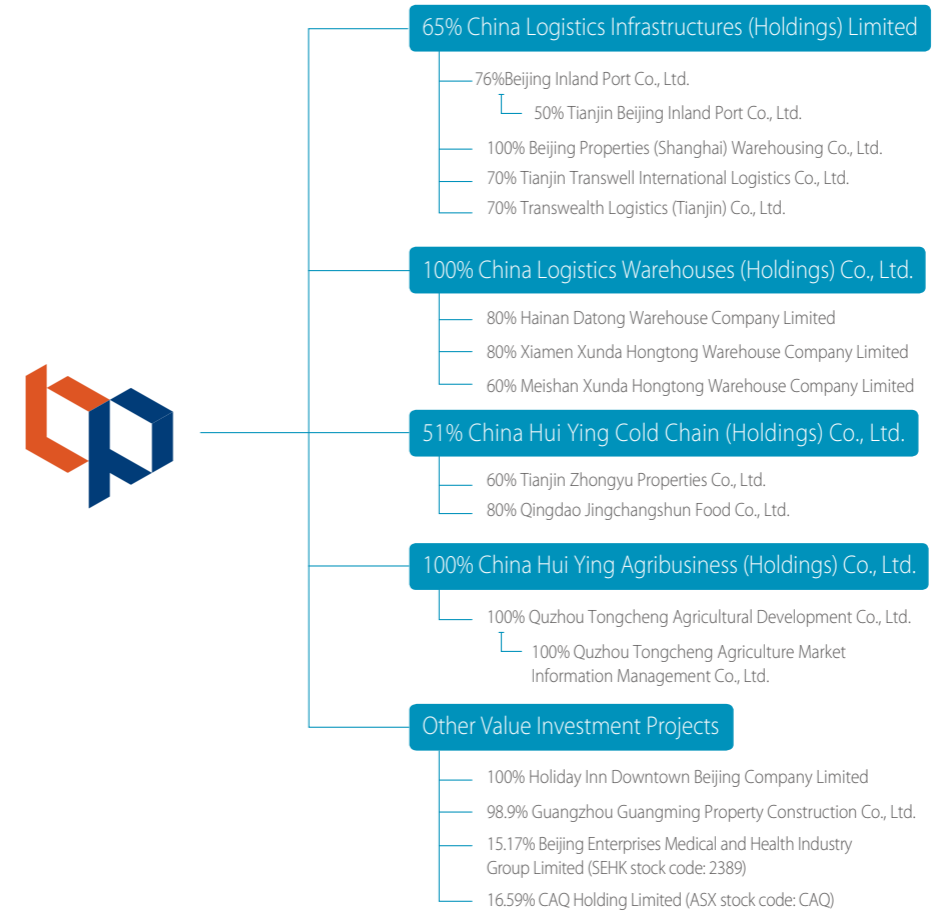 65% China Logistics Infrastructures (Holdings) Limited
76%Beijing Inland Port Co., Ltd.
50% Tianjin Beijing Inland Port Co., Ltd.
100% Beijing Properties (Shanghai) Warehousing Co., Ltd.
70% Tianjin Transwell International Logistics Co., Ltd.
70% Transwealth Logistics (Tianjin) Co., Ltd.
100% China Logistics Warehouses (Holdings) Co., Ltd.
80% Hainan Datong Warehouse Company Limited
80% Xiamen Xunda Hongtong Warehouse Company Limited
60% Meishan Xunda Hongtong Warehouse Company Limited
51% China Hui Ying Cold Chain (Holdings) Co., Ltd.
60% Tianjin Zhongyu Properties Co., Ltd.
80% Qingdao Jingchangshun Food Co., Ltd.
100% China Hui Ying Agribusiness (Holdings) Co., Ltd.
100% Quzhou Tongcheng Agricultural Development Co., Ltd.
100% Quzhou Tongcheng Agriculture Market
Information Management Co., Ltd.
Other Value Investment Projects
100% Holiday Inn Downtown Beijing Company Limited
98.9% Guangzhou Guangming Property Construction Co., Ltd.
15.17% Beijing Enterprises Medical and Health Industry
Group Limited (SEHK stock code: 2389)
16.59% CAQ Holding Limited (ASX stock code: CAQ)